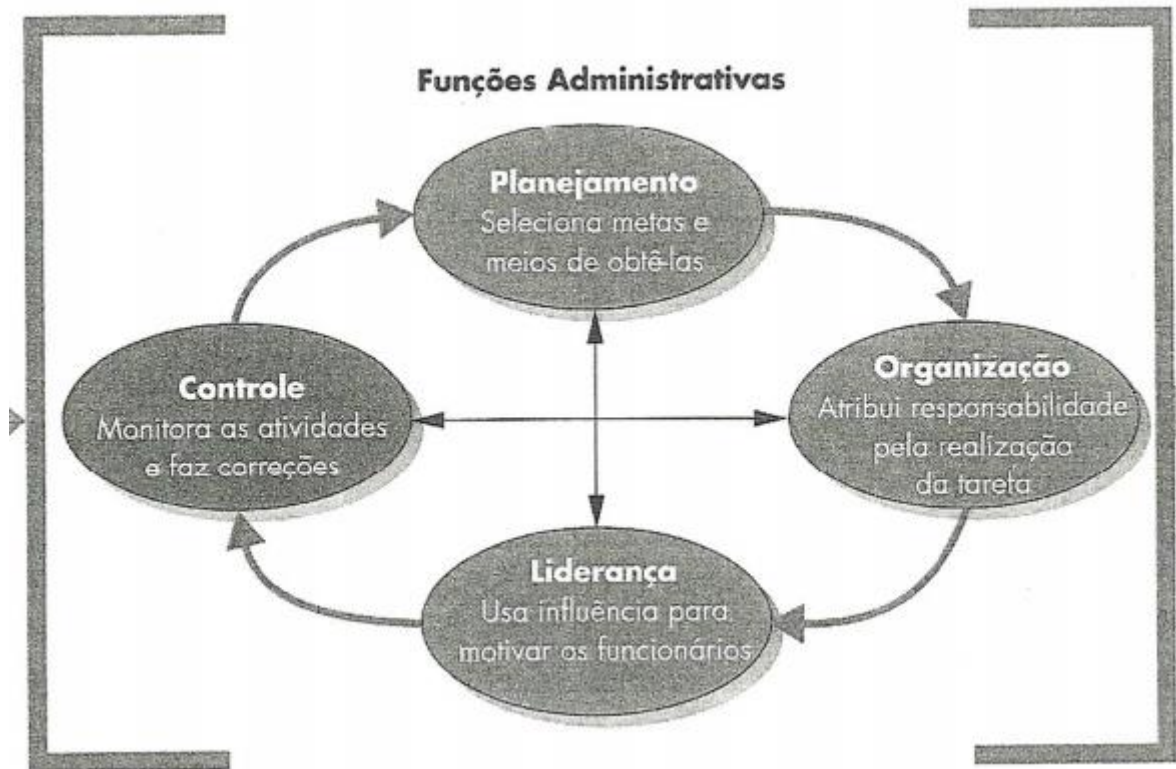 Funções Administrativas
Planejamento
Seleciona metas e
meios de obtê-las
Controle
Monitora as atividades
e faz correções
Organização
Atribui responsabilidade
pela realização
da tarefa
Liderança
Usa influência para
motivar os funcionários